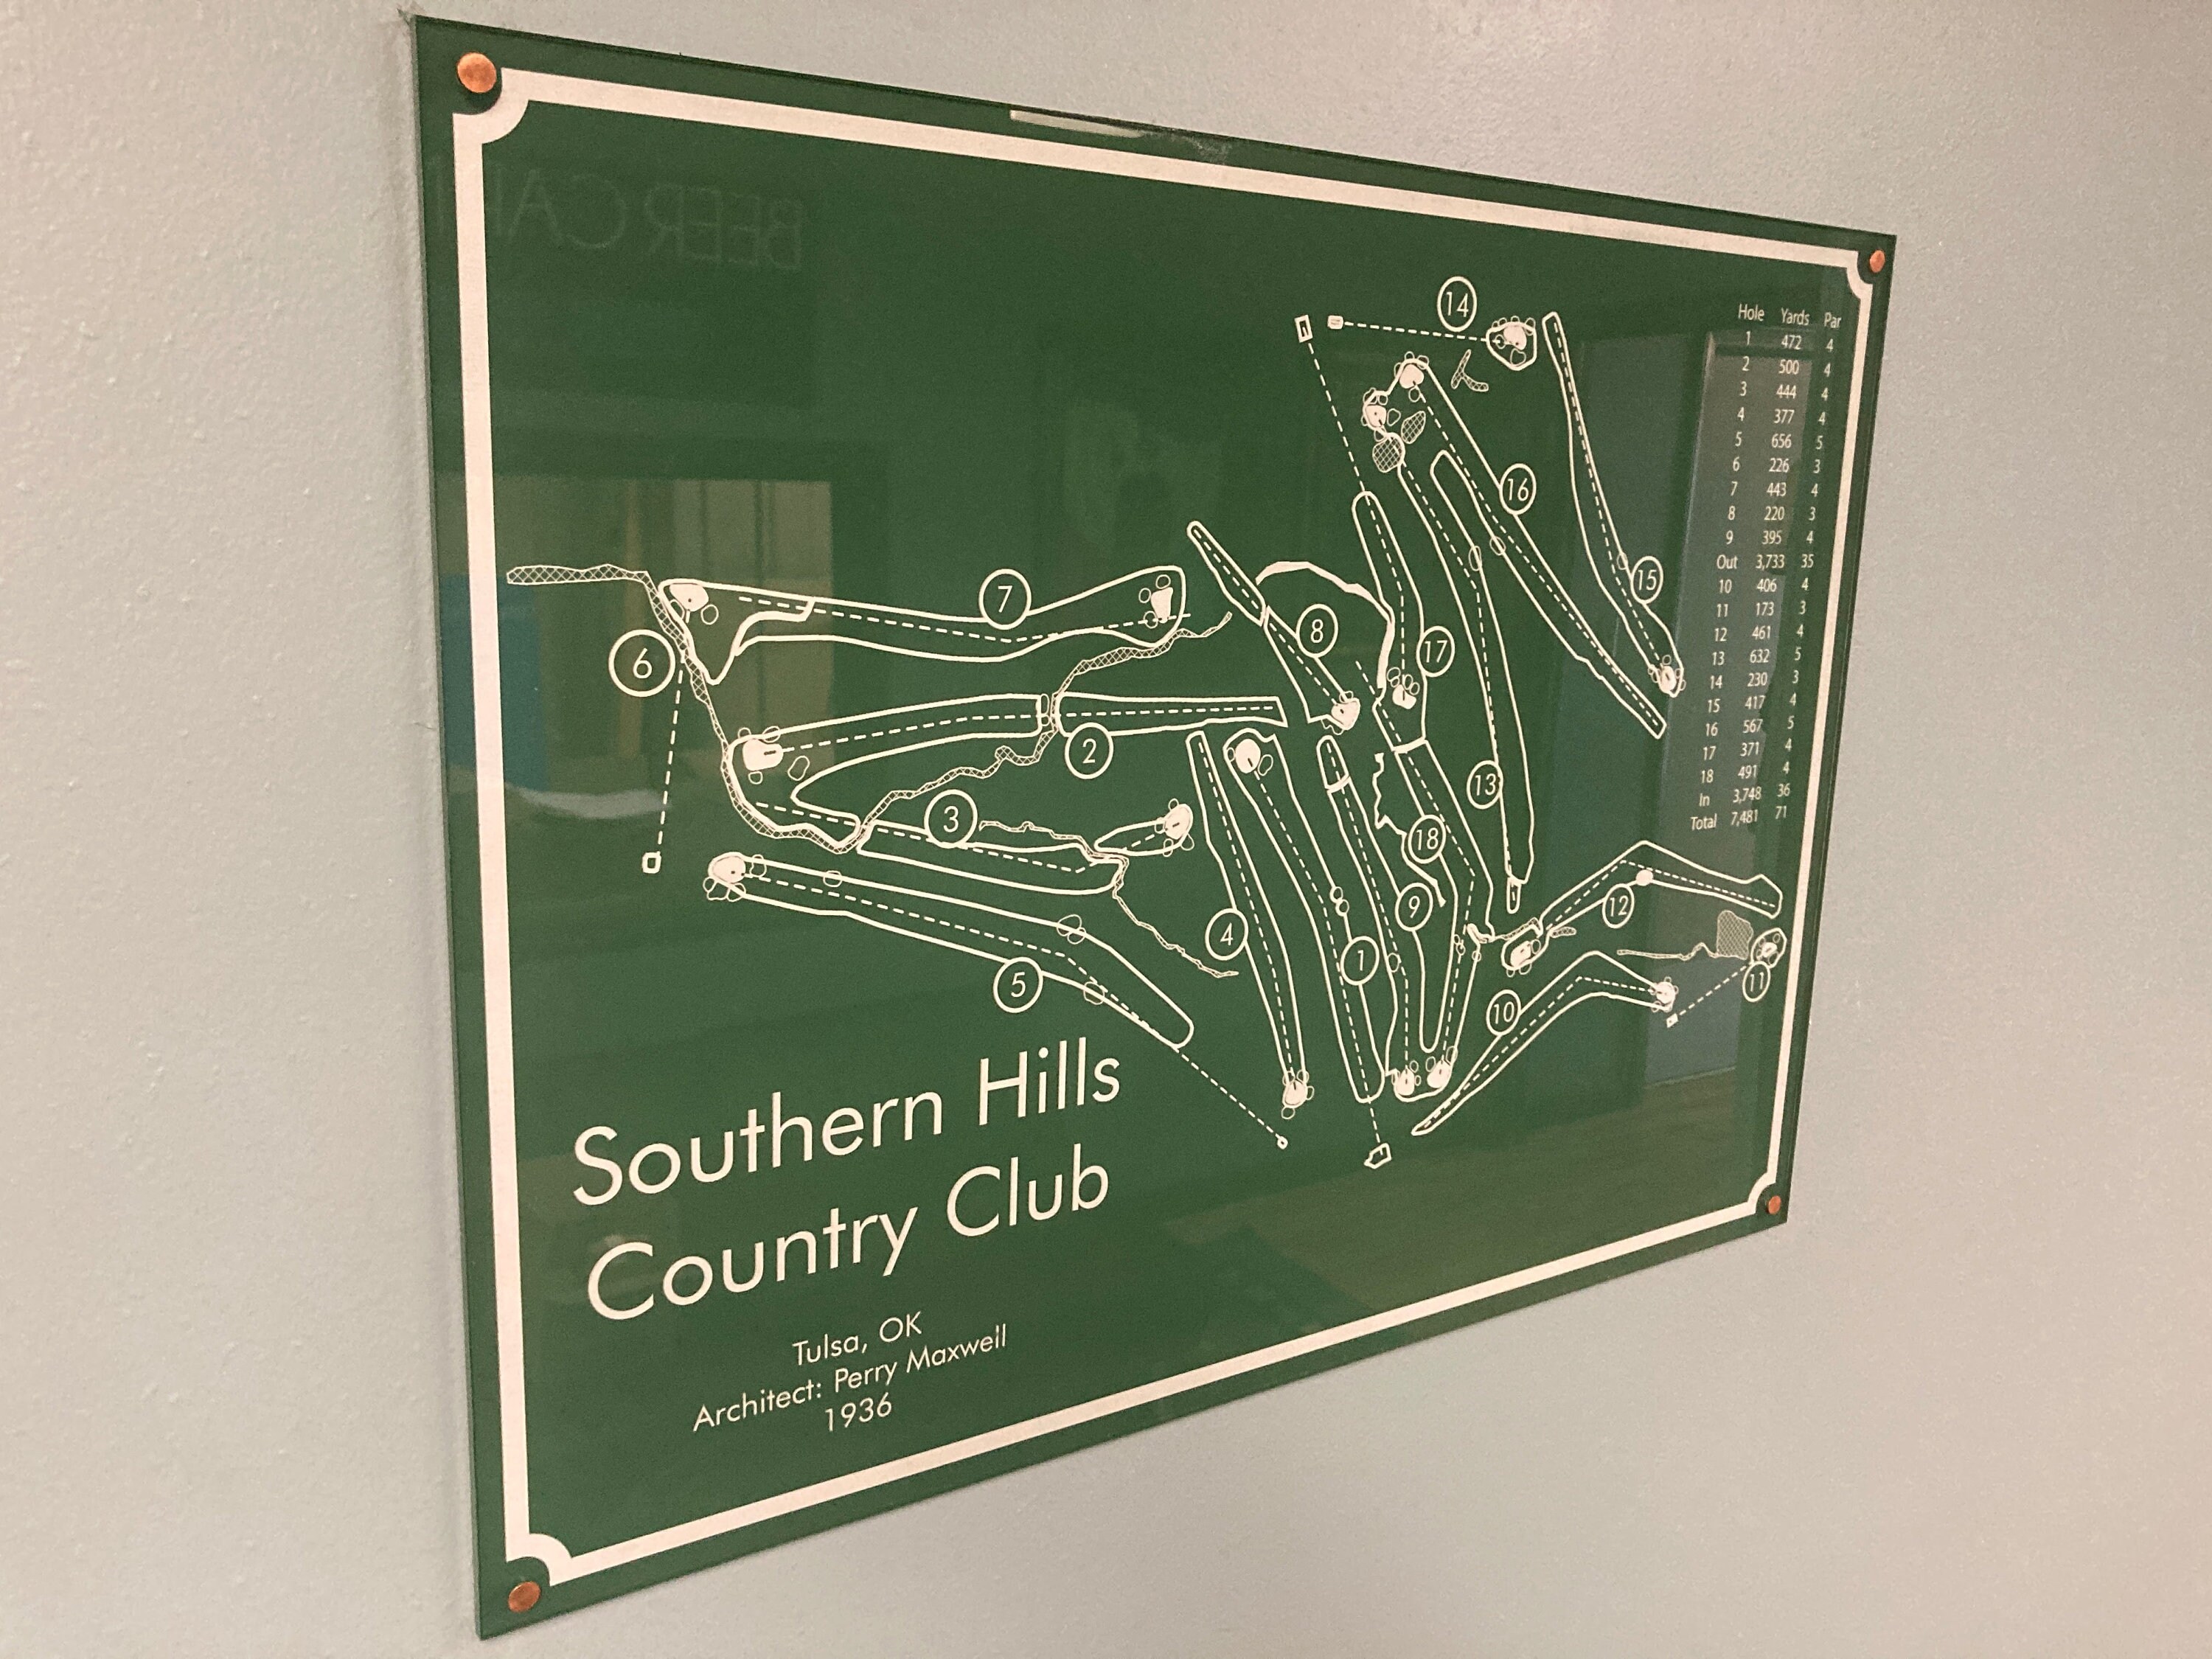 BEER CA
14
Hole Yards Par
1 472 4
2 500 4
3 444 4
4 377 4
5 656 5
6 226 3
7 443 4
8 220 3
9 395 4
Out 3,733 35
10 406 4
11 173 3
12 461 4
13 632 5
14 230 3
15 417 4
16 567 5
17 371 4
18 491 4
In 3,748 36
Total 7,481 71
16
15
7
8
17
6
2
13
3
18
12
9
4
1
11
5
10
Southern Hills
Country Club
Tulsa, OK
Architect: Perry Maxwell
1936